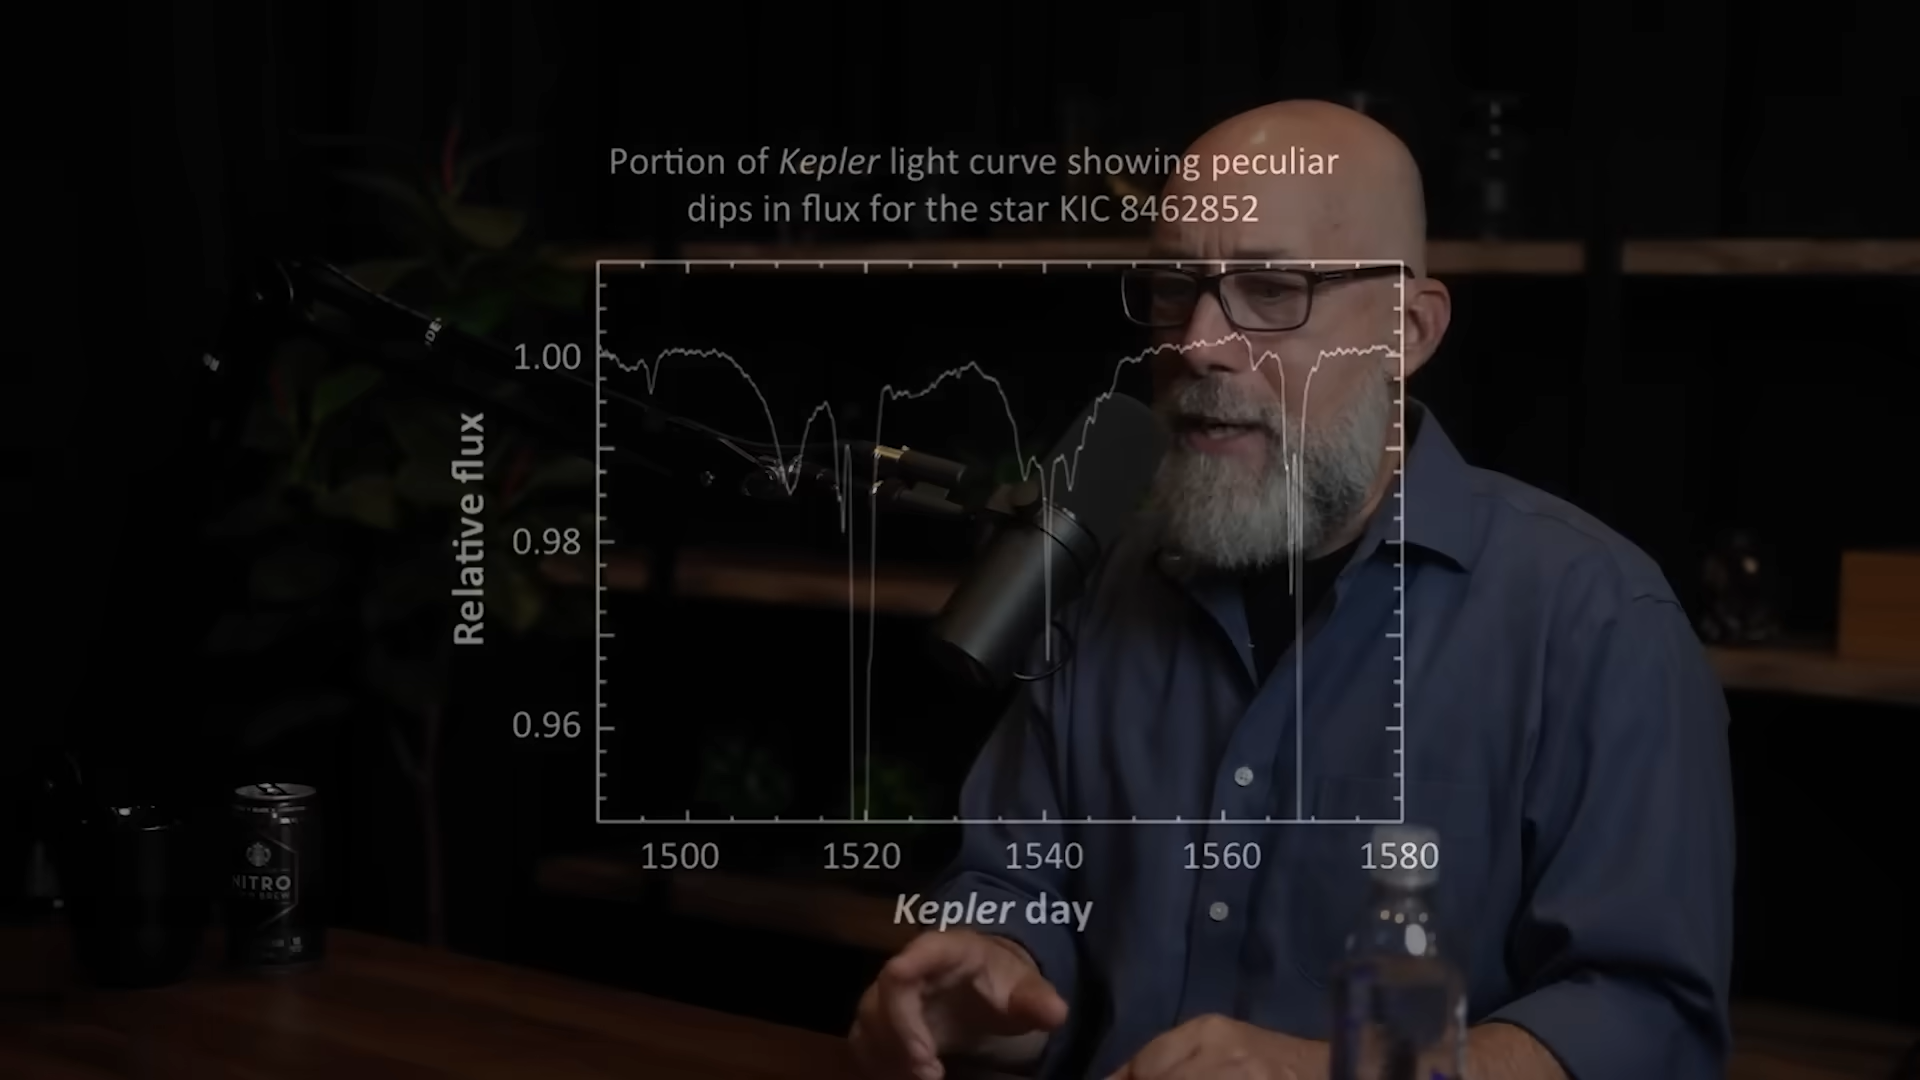 Portion of Kepler light curve showing peculiar
dips in flux for the star KIC 8462852
1.00
0.98
0.96
Relative flux
1500 1520 1540 1560 1580
Kepler day
NITRO